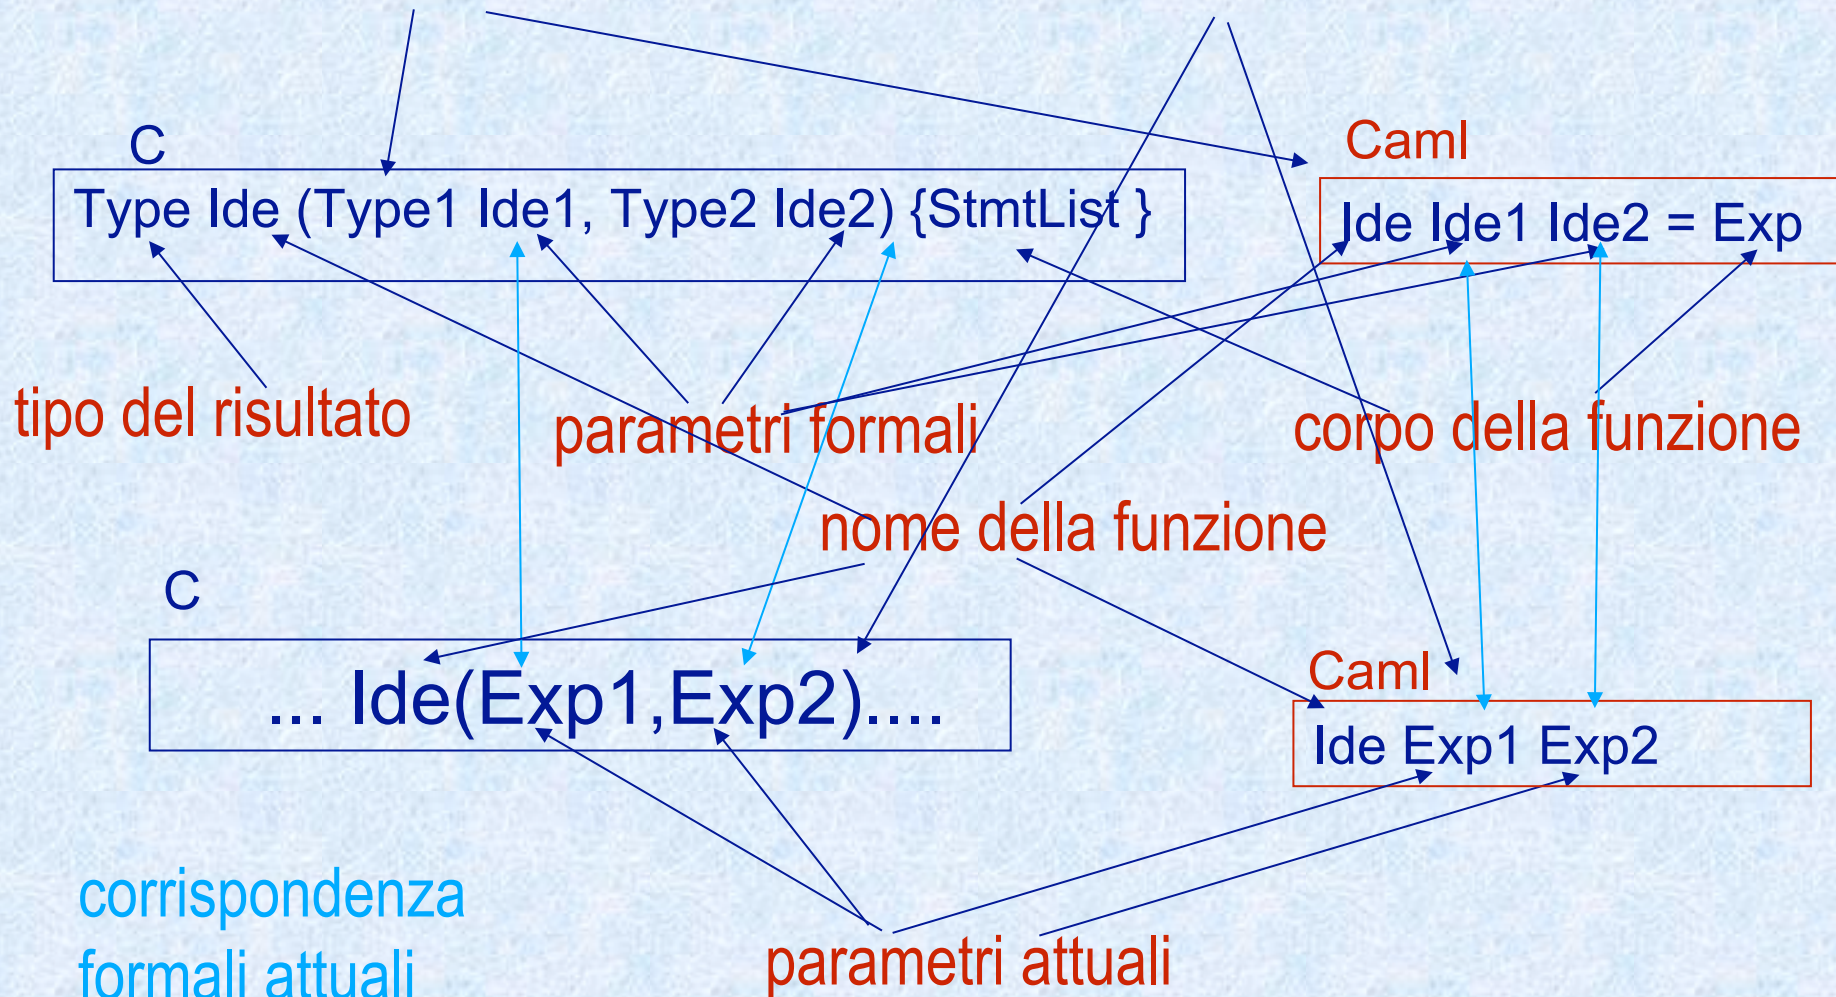 C
Caml
Type Ide (Type1 Ide1, Type2 Ide2) {StmtList }
Ide Ide1 Ide2 = Exp
tipo del risultato
parametri formali
corpo della funzione
nome della funzione
C
Caml
... Ide(Exp1,Exp2)....
Ide Exp1 Exp2
corrispondenza
formali attuali
parametri attuali